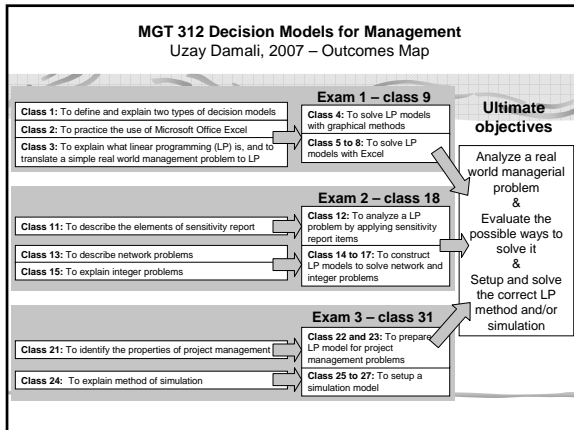 MGT 312 Decision Models for Management
Uzay Damali, 2007 – Outcomes Map
Exam 1 – class 9
Class 1: To define and explain two types of decision models
Class 2: To practice the use of Microsoft Office Excel
Class 3: To explain what linear programming (LP) is, and to
translate a simple real world management problem to LP
Class 4: To solve LP models
with graphical methods
Class 5 to 8: To solve LP
models with Excel
Exam 2 – class 18
Class 11: To describe the elements of sensitivity report
Class 13: To describe network problems
Class 15: To explain integer problems
Class 12: To analyze a LP
problem by applying sensitivity
report items
Class 14 to 17: To construct
LP models to solve network and
integer problems
Exam 3 – class 31
Class 21: To identify the properties of project management
Class 24: To explain method of simulation
Class 22 and 23: To prepare
LP model for project
management problems
Class 25 to 27: To setup a
simulation model
Ultimate
objectives
Analyze a real
world managerial
problem
&
Evaluate the
possible ways to
solve it
&
Setup and solve
the correct LP
method and/or
simulation